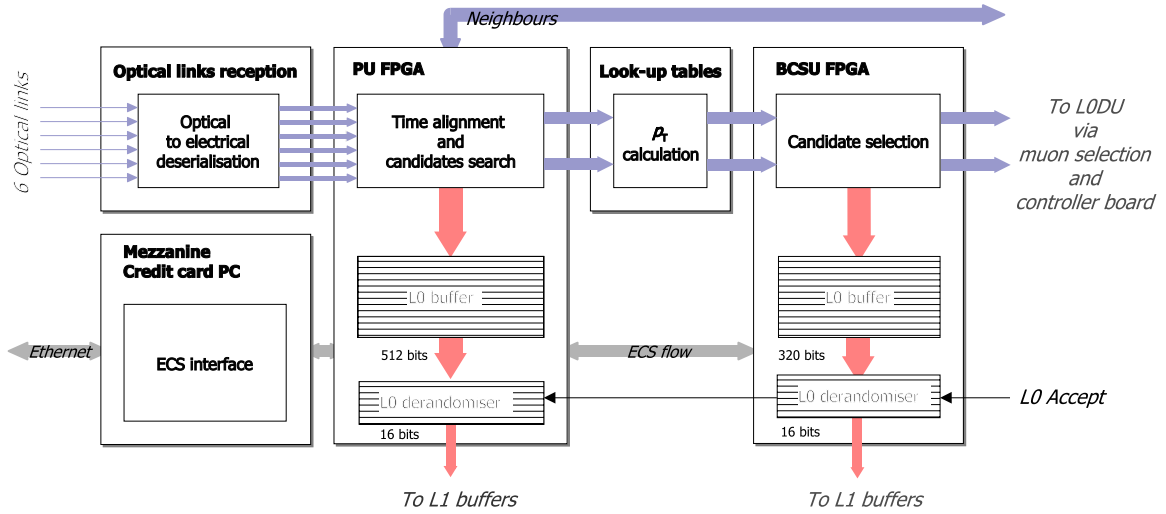 Neighbours
Optical links reception
PU FPGA
Look-up tables
BCSU FPGA
6 Optical links
Optical
to electrical
deserialisation
Time alignment
and
candidates search
pT
calculation
Candidate selection
To L0DU
via
muon selection
and
controller board
Mezzanine
Credit card PC
L0 buffer
L0 buffer
Ethernet
ECS interface
512 bits
ECS flow
320 bits
L0 derandomiser
L0 derandomiser
L0 Accept
16 bits
16 bits
To L1 buffers
To L1 buffers